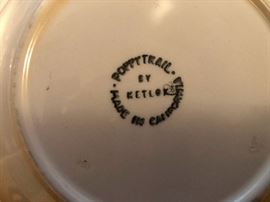 · POPPYTRAIL ·
BY
METLOX
MADE IN CALIFORNIA